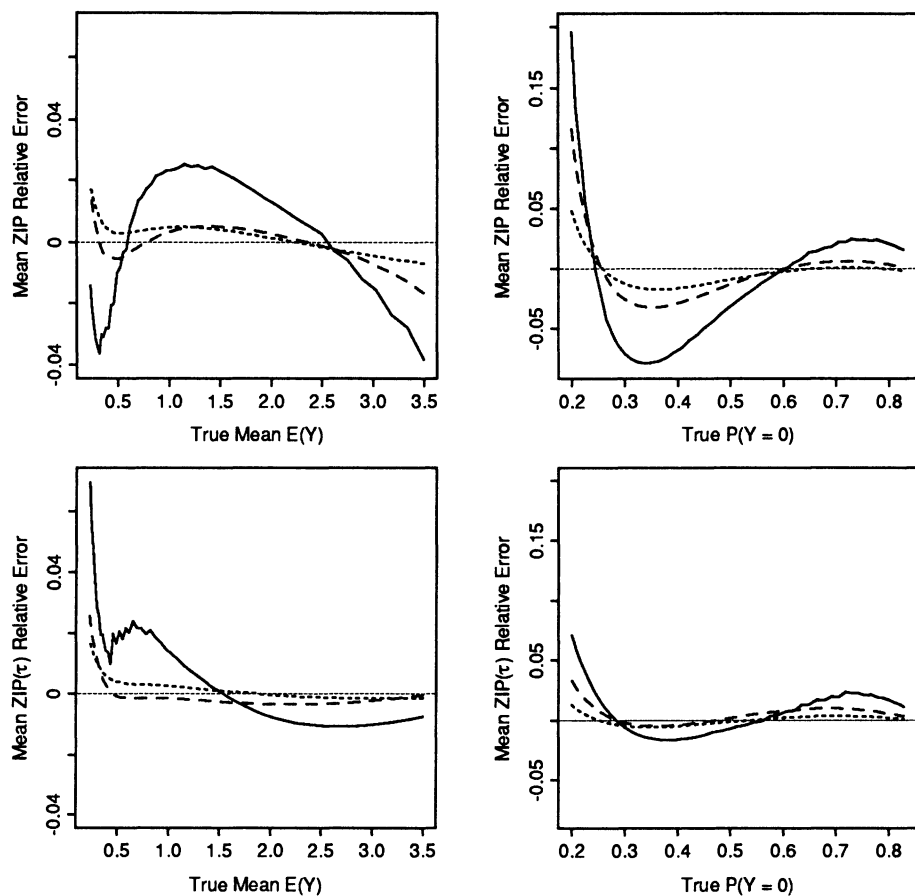 Mean ZIP Relative Error
0.04
0
-0.04
0.5 1.0 1.5 2.0 2.5 3.0 3.5
True Mean E(Y)
Mean ZIP Relative Error
0.15
0.05
-0.05
0.2 0.3 0.4 0.5 0.6 0.7 0.8
True P(Y = 0)
Mean ZIP(τ) Relative Error
0.04
0
-0.04
0.5 1.0 1.5 2.0 2.5 3.0 3.5
True Mean E(Y)
Mean ZIP(τ) Relative Error
0.15
0.05
-0.05
0.2 0.3 0.4 0.5 0.6 0.7 0.8
True P(Y = 0)